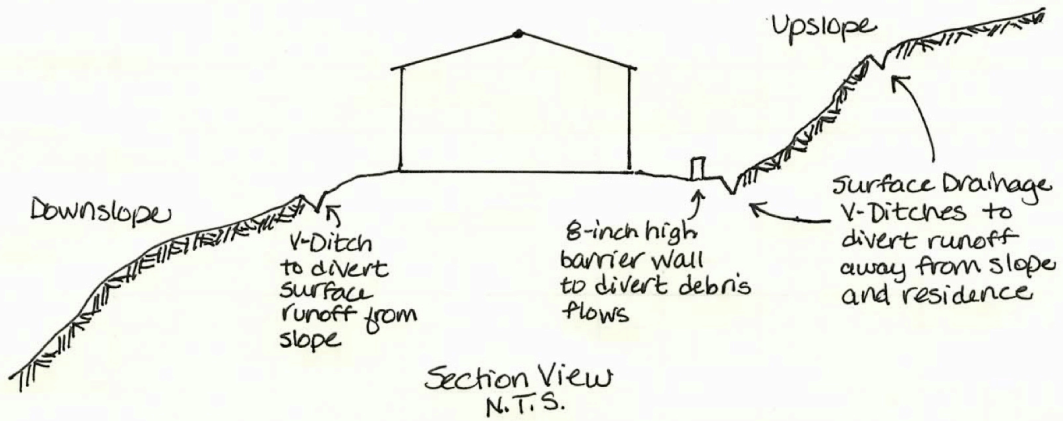 Upslope
Downslope
V-Ditch
to divert
surface
runoff from
slope
8-inch high
barrier wall
to divert debris
flows
Surface Drainage
V-Ditches to
divert runoff
away from slope
and residence
Section View
N.T.S.